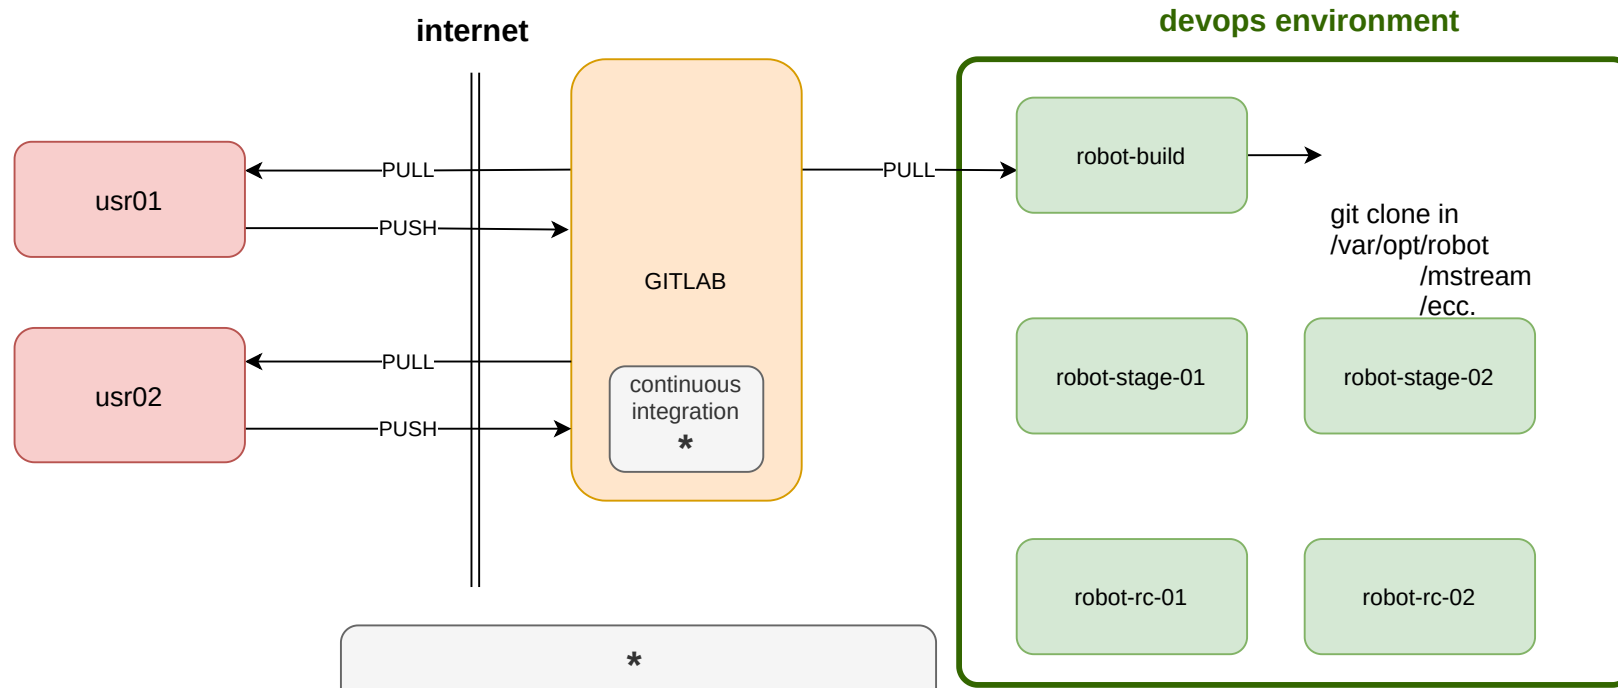 internet
devops environment
usr01
PULL
PUSH
usr02
PULL
PUSH
GITLAB
continuous
integration
*
PULL
robot-build
git clone in
/var/opt/robot
/mstream
/ecc.
robot-stage-01
robot-stage-02
robot-rc-01
robot-rc-02
*